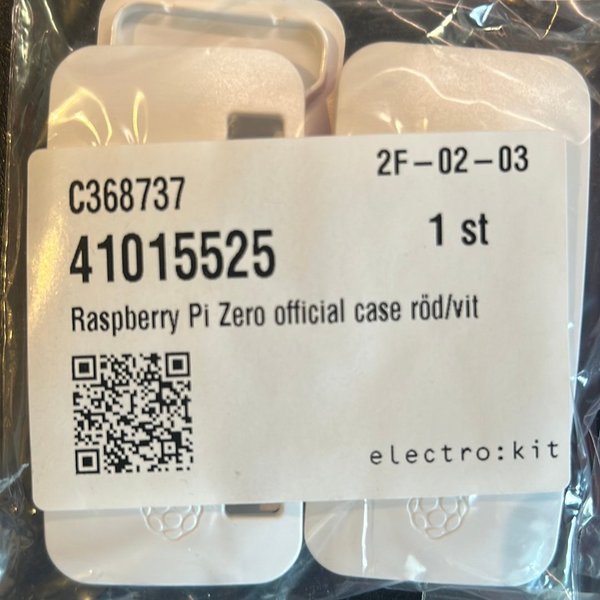 2F-02-03
C368737
1 st
41015525
Raspberry Pi Zero official case röd/vit
electro:kit